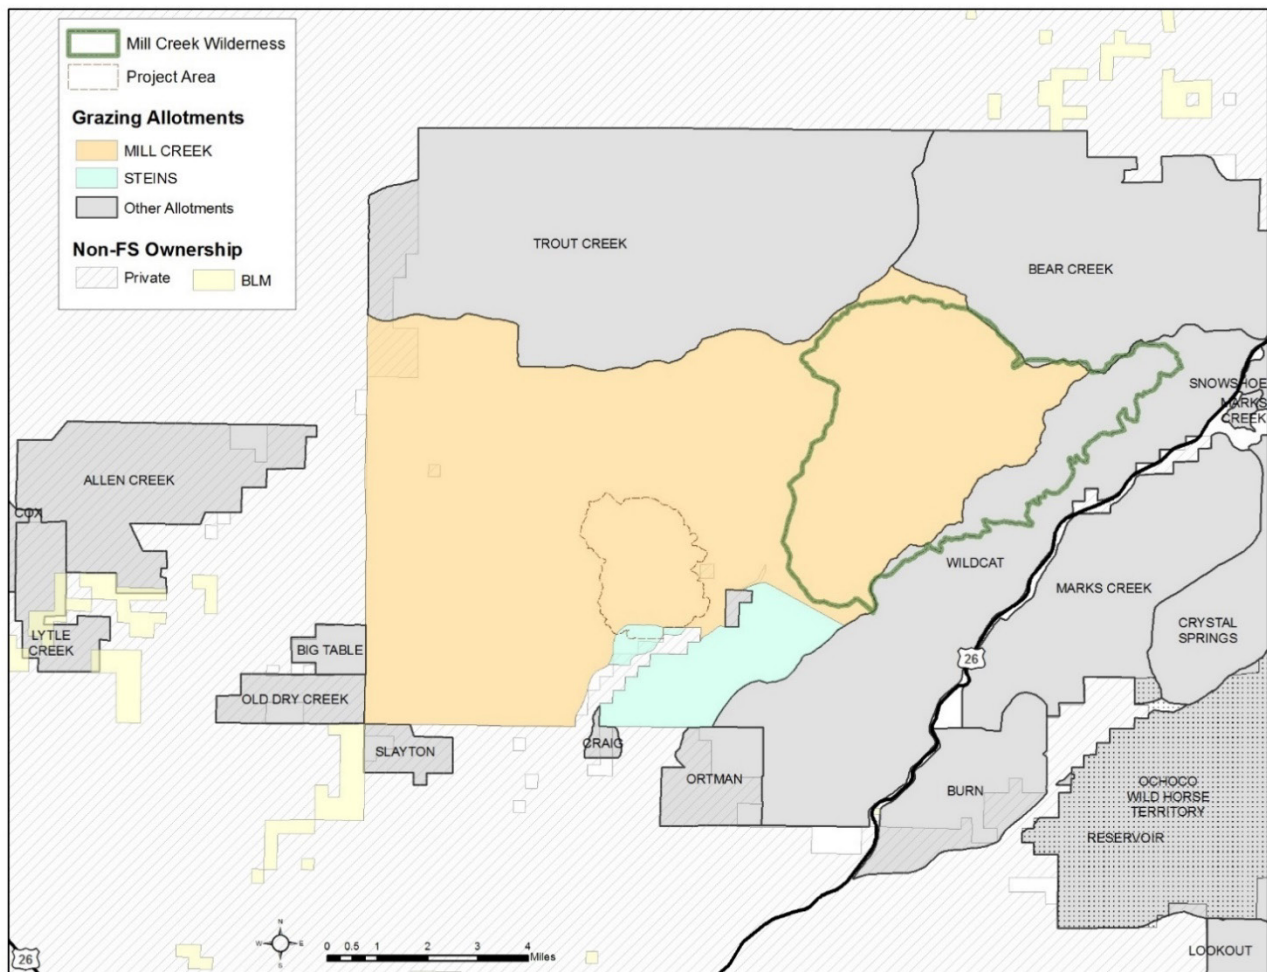 Mill Creek Wilderness
Project Area
Grazing Allotments
MILL CREEK
STEINS
Other Allotments
Non-FS Ownership
Private
BLM
TROUT CREEK
BEAR CREEK
SNOWSHOE
MARKS
CREEK
ALLEN CREEK
COX
WILDCAT
MARKS CREEK
CRYSTAL
SPRINGS
LYTLE
CREEK
BIG TABLE
26
OLD DRY CREEK
SLAYTON
CRAIG
ORTMAN
BURN
OCHOCO
WILD HORSE
TERRITORY
RESERVOIR
N
W E
S
0 0.5 1 2 3 4
Miles
26
LOOKOUT